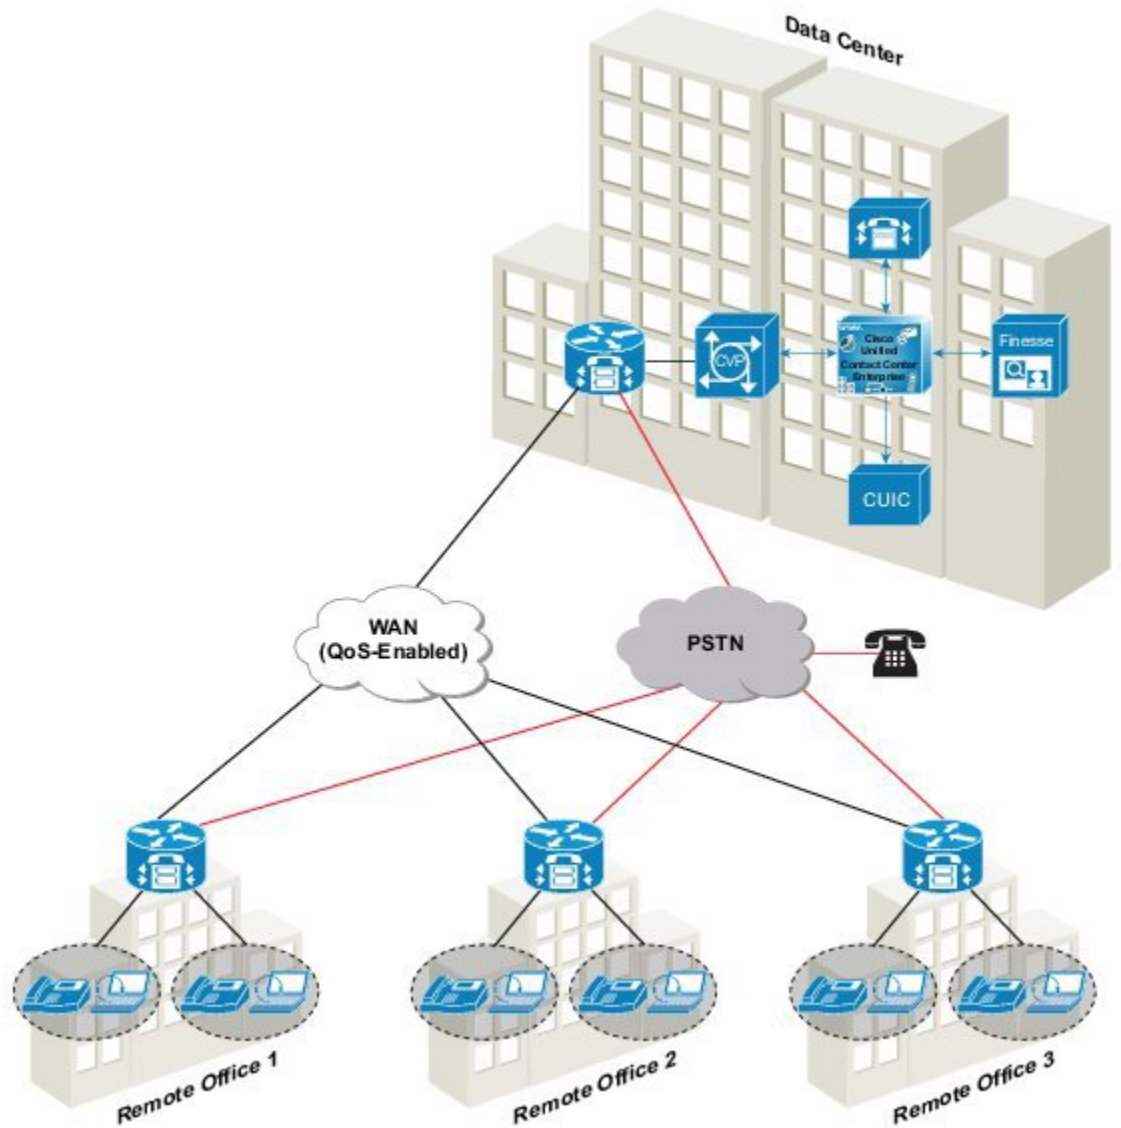 Data Center
CVP
Cisco
Unified
Contact Center
Enterprise
Finesse
CUIC
WAN
(QoS-Enabled)
PSTN
Remote Office 1
Remote Office 2
Remote Office 3